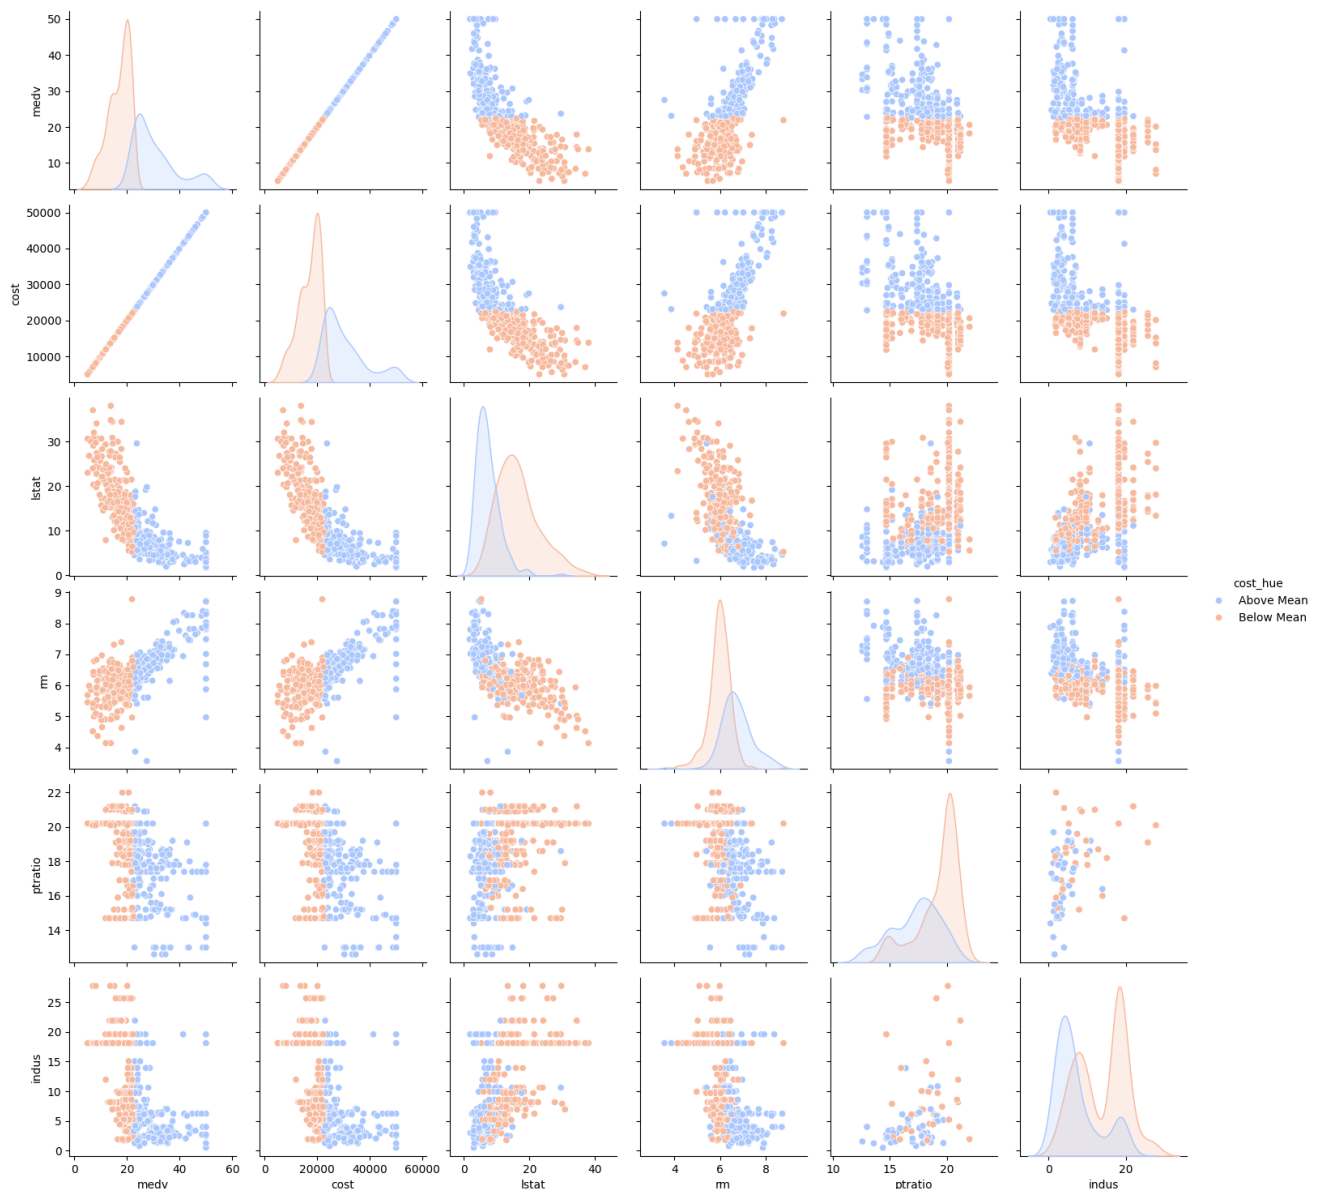 50
40
30
20
10
medv
50000
40000
30000
20000
10000
cost
30
20
10
0
lstat
9
8
7
6
5
4
rm
22
20
18
16
14
ptratio
25
20
15
10
5
0
indus
0 20 40 60
medv
0 20000 40000 60000
cost
0 20 40
lstat
4 6 8
rm
10 15 20
ptratio
0 20
indus
cost_hue
Above Mean
Below Mean